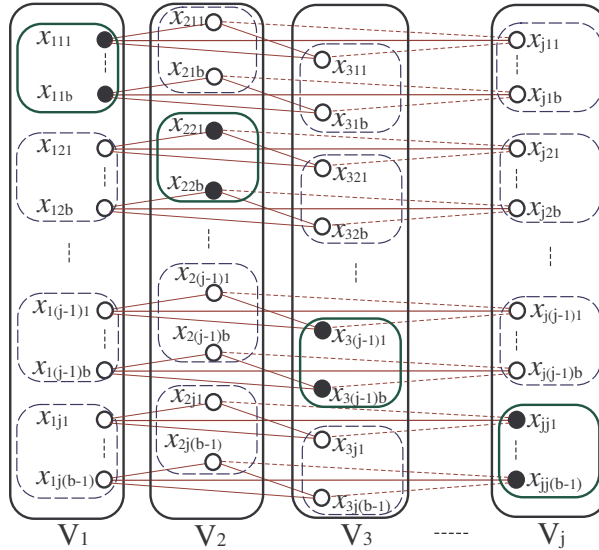 x111 x211 x311 xj11
x11b x21b x31b xj1b
x121 x221 x321 xj21
x12b x22b x32b xj2b
x1(j-1)1 x2(j-1)1 x3(j-1)1 xj(j-1)1
x1(j-1)b x2(j-1)b x3(j-1)b xj(j-1)b
x1j1 x2j1 x3j1 xjj1
x1j(b-1) x2j(b-1) x3j(b-1) xjj(b-1)
V1 V2 V3 Vj